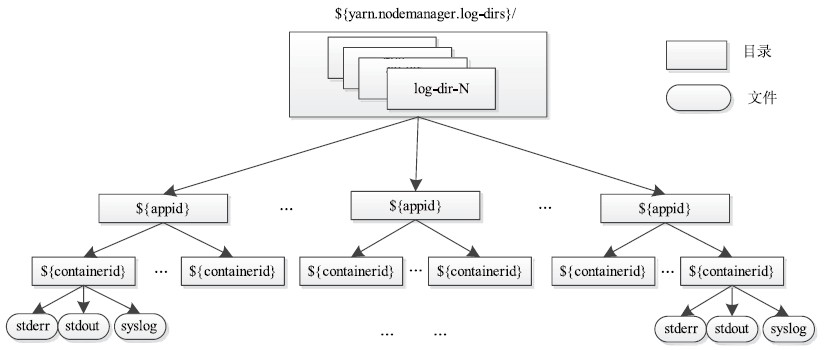 ${yarn.nodemanager.log-dirs}/
目录
log-dir-N
文件
${appid} ... ${appid} ... ${appid}
${containerid} ... ${containerid} ${containerid} ... ${containerid} ${containerid} ... ${containerid}
stderr stdout syslog ... ... stderr stdout syslog